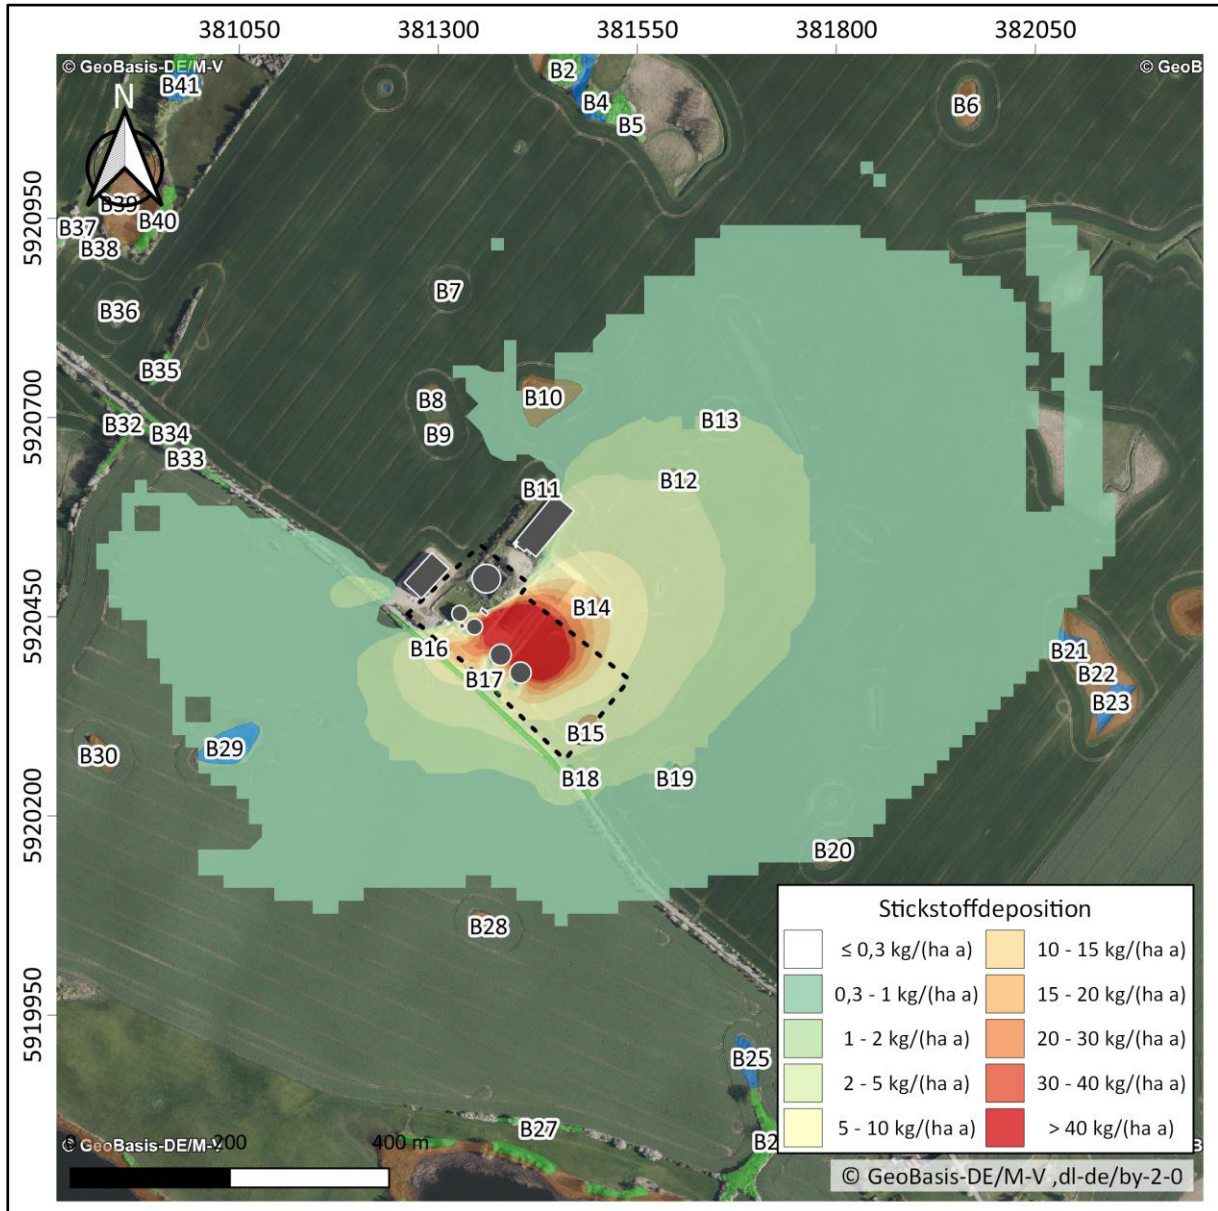 381050 381300 381550 381800 382050
© GeoBasis-DE/M-V
© GeoB
B41
B2
B4
B5
B6
N
5920950
B39
B40
B37
B38
B7
B36
B35
5920700
B10
B8
B13
B32
B34
B9
B33
B12
B11
5920450
B14
B16
B21
B17
B22
B23
B15
B29
B30
B18
B19
5920200
B20
B28
Stickstoffdeposition
≤ 0,3 kg/(ha a)
10 - 15 kg/(ha a)
0,3 - 1 kg/(ha a)
15 - 20 kg/(ha a)
1 - 2 kg/(ha a)
20 - 30 kg/(ha a)
2 - 5 kg/(ha a)
30 - 40 kg/(ha a)
5 - 10 kg/(ha a)
> 40 kg/(ha a)
5919950
B25
B27
B2
0 200 400 m
© GeoBasis-DE/M-V
© GeoBasis-DE/M-V ,dl-de/by-2-0